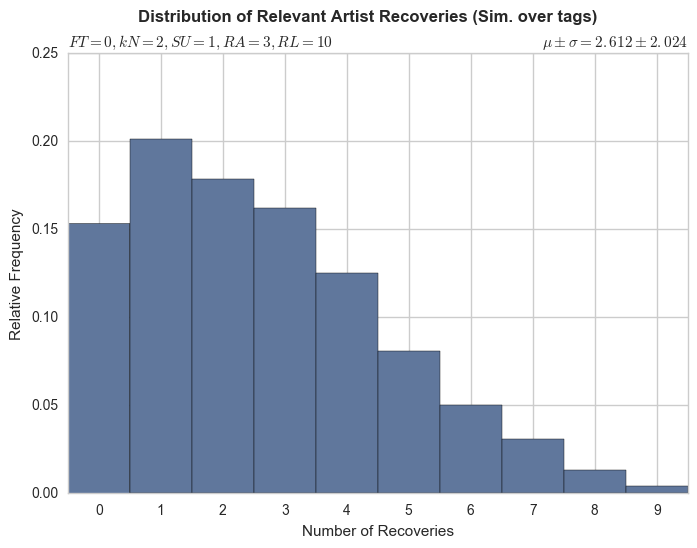 Distribution of Relevant Artist Recoveries (Sim. over tags)
FT = 0, kN = 2, SU = 1, RA = 3, RL = 10
μ ± σ = 2.612 ± 2.024
0.25
0.20
0.15
0.10
0.05
0.00
Relative Frequency
0 1 2 3 4 5 6 7 8 9
Number of Recoveries